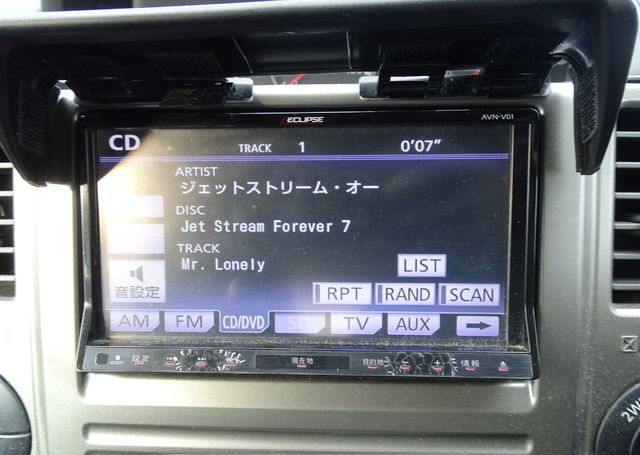 ECLIPSE AVN-V01
CD TRACK 1 0'07"
ARTIST
ジェットストリーム・オー
DISC
Jet Stream Forever 7
TRACK
Mr. Lonely
LIST
音設定 RPT RAND SCAN
AM FM CD/DVD SD TV AUX
設定 現在地 目的地 情報
2W